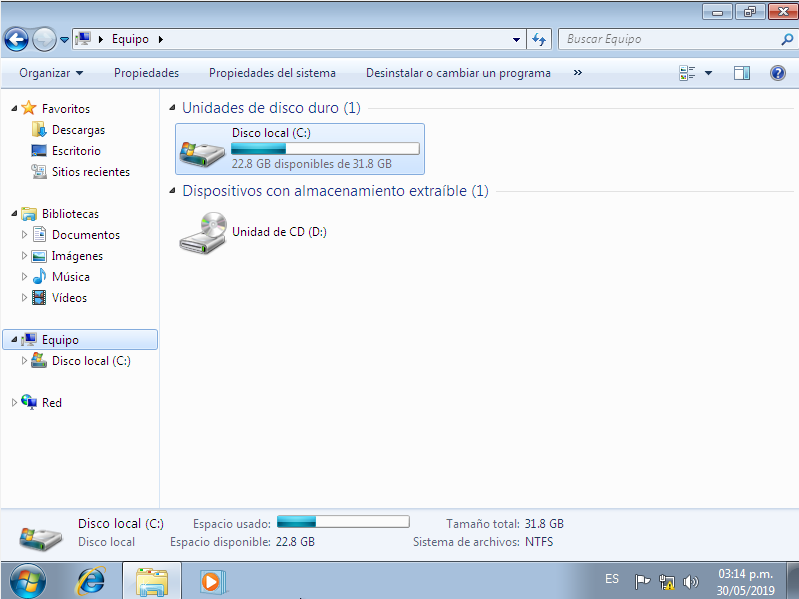 Equipo
Buscar Equipo
Organizar Propiedades Propiedades del sistema Desinstalar o cambiar un programa »
Favoritos
Descargas
Escritorio
Sitios recientes
Bibliotecas
Documentos
Imágenes
Música
Vídeos
Equipo
Disco local (C:)
Red
Unidades de disco duro (1)
Disco local (C:)
22.8 GB disponibles de 31.8 GB
Dispositivos con almacenamiento extraíble (1)
Unidad de CD (D:)
Disco local (C:) Espacio usado: Tamaño total: 31.8 GB
Disco local Espacio disponible: 22.8 GB Sistema de archivos: NTFS
ES
03:14 p.m.
30/05/2019